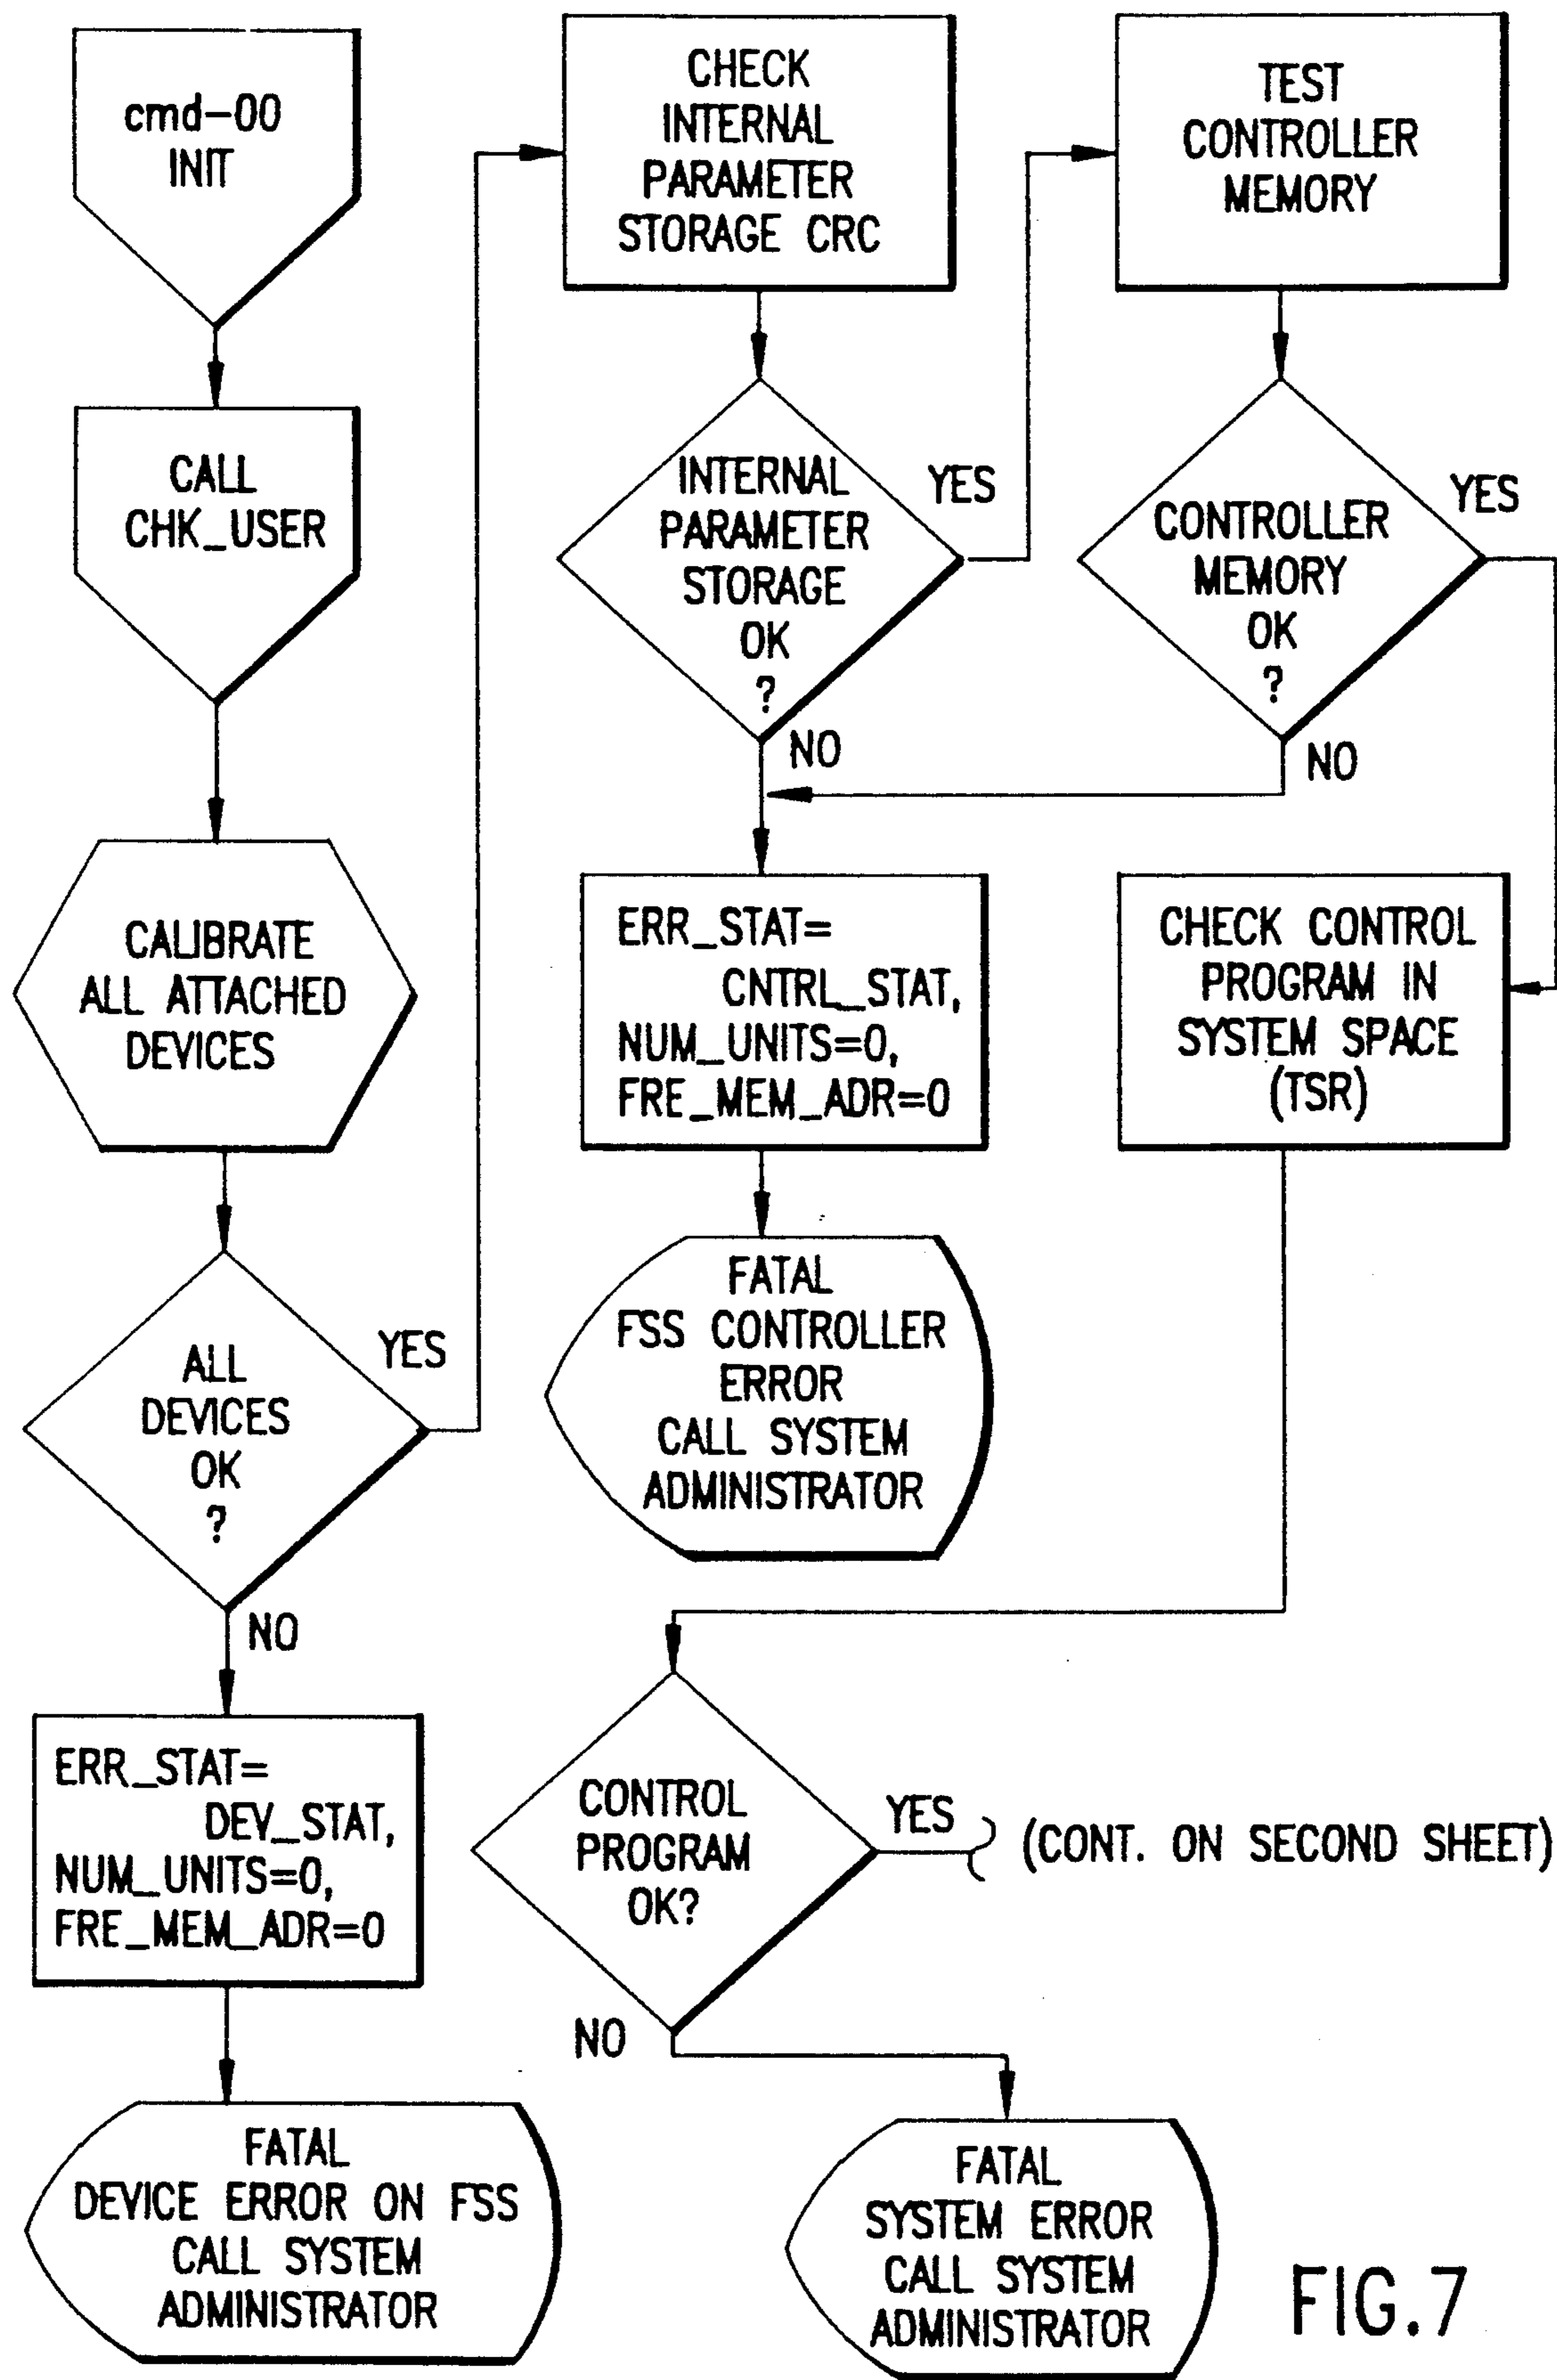 cmd-00
INIT
CALL
CHK_USER
CALIBRATE
ALL ATTACHED
DEVICES
ALL
DEVICES
OK
?
YES
NO
ERR_STAT=
DEV_STAT,
NUM_UNITS=0,
FRE_MEM_ADR=0
FATAL
DEVICE ERROR ON FSS
CALL SYSTEM
ADMINISTRATOR
CHECK
INTERNAL
PARAMETER
STORAGE CRC
INTERNAL
PARAMETER
STORAGE
OK
?
YES
NO
ERR_STAT=
CNTRL_STAT,
NUM_UNITS=0,
FRE_MEM_ADR=0
FATAL
FSS CONTROLLER
ERROR
CALL SYSTEM
ADMINISTRATOR
TEST
CONTROLLER
MEMORY
CONTROLLER
MEMORY
OK
?
YES
NO
CHECK CONTROL
PROGRAM IN
SYSTEM SPACE
(TSR)
CONTROL
PROGRAM
OK?
YES
(CONT. ON SECOND SHEET)
NO
FATAL
SYSTEM ERROR
CALL SYSTEM
ADMINISTRATOR
FIG.7